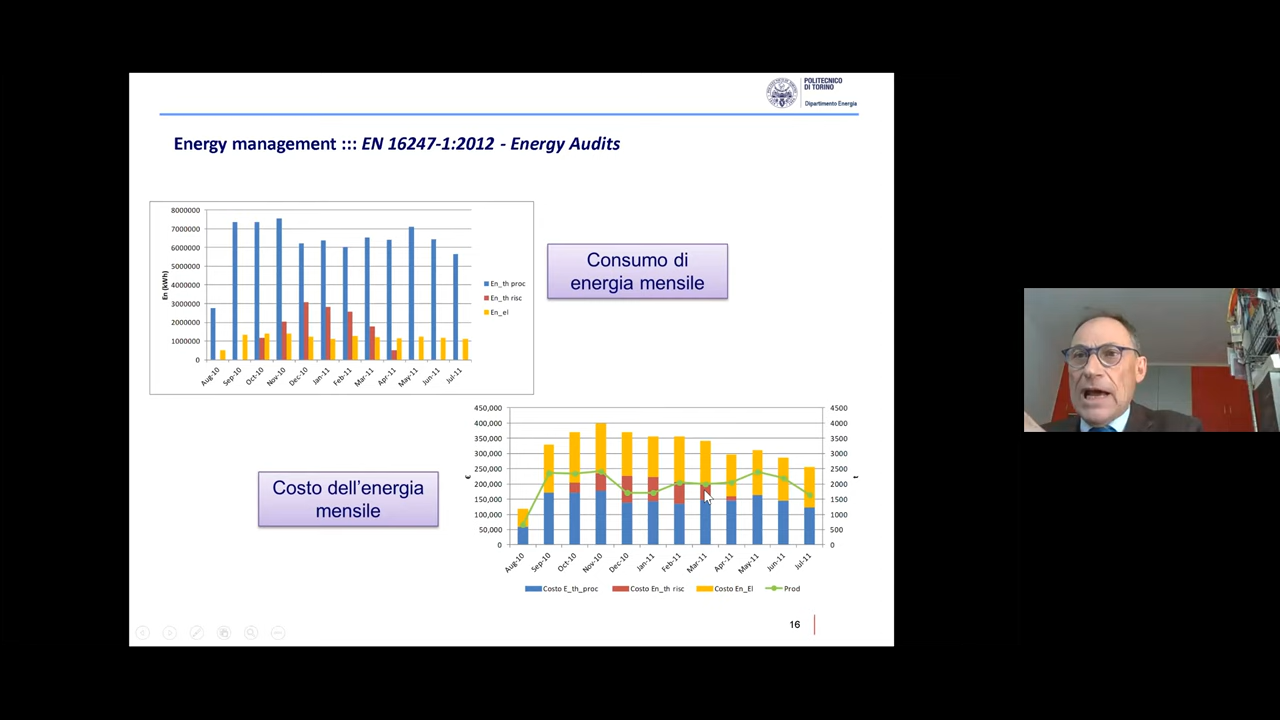 POLITECNICO
DI TORINO
Dipartimento Energia
Energy management ::: EN 16247-1:2012 - Energy Audits
8000000
7000000
6000000
5000000
4000000
3000000
2000000
1000000
0
En (kWh)
Aug-10
Sep-10
Oct-10
Nov-10
Dec-10
Jan-11
Feb-11
Mar-11
Apr-11
May-11
Jun-11
Jul-11
En_th proc
En_th risc
En_el
Consumo di
energia mensile
Costo dell'energia
mensile
450,000
400,000
350,000
300,000
250,000
200,000
150,000
100,000
50,000
0
€
4500
4000
3500
3000
2500
2000
1500
1000
500
0
t
Aug-10
Sep-10
Oct-10
Nov-10
Dec-10
Jan-11
Feb-11
Mar-11
Apr-11
May-11
Jun-11
Jul-11
Costo E_th_proc
Costo En_th risc
Costo En_El
Prod
16